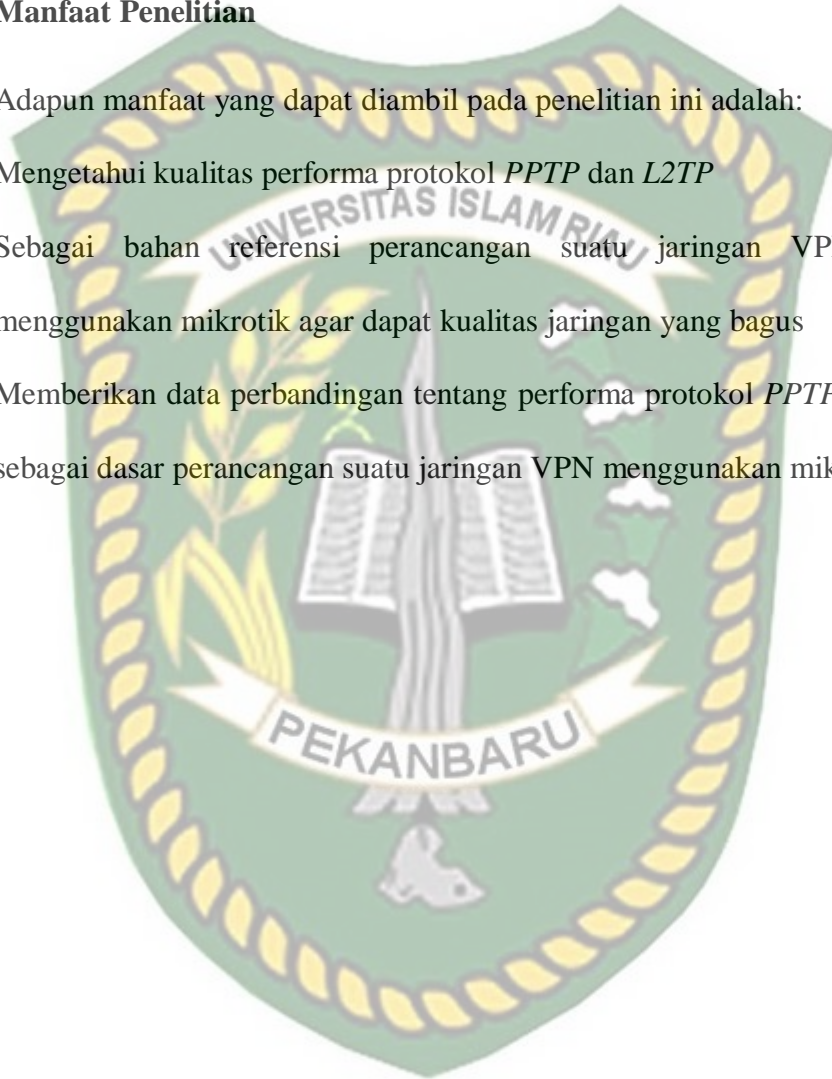 Manfaat Penelitian
Adapun manfaat yang dapat diambil pada penelitian ini adalah:
Mengetahui kualitas performa protokol PPTP dan L2TP
UNIVERSITAS ISLAM RIAU
Sebagai bahan referensi perancangan suatu jaringan
menggunakan mikrotik agar dapat kualitas jaringan yang bagus
Memberikan data perbandingan tentang performa protokol
sebagai dasar perancangan suatu jaringan VPN menggunakan
PEKANBARU